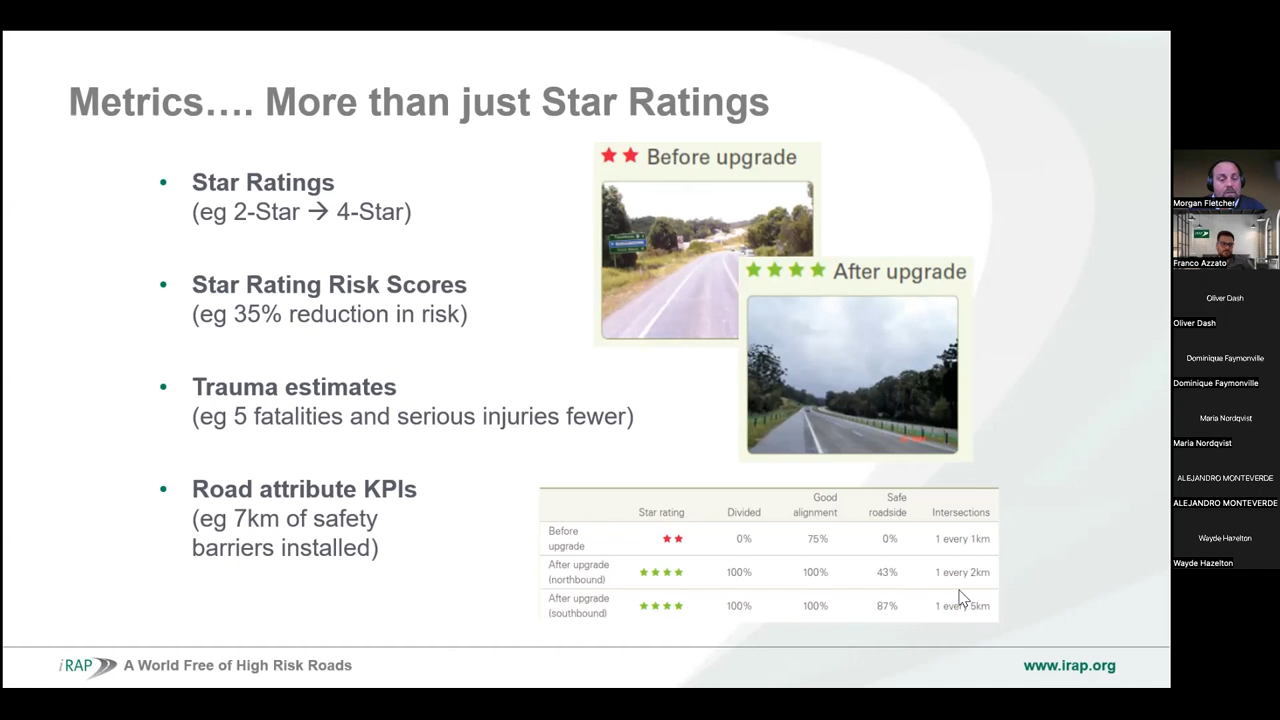 Metrics…. More than just Star Ratings
• Star Ratings
(eg 2-Star → 4-Star)
• Star Rating Risk Scores
(eg 35% reduction in risk)
• Trauma estimates
(eg 5 fatalities and serious injuries fewer)
• Road attribute KPIs
(eg 7km of safety
barriers installed)
★★ Before upgrade
★★★★ After upgrade
Star rating Divided Good alignment Safe roadside Intersections
Before upgrade ★★ 0% 75% 0% 1 every 1km
After upgrade (northbound) ★★★★ 100% 100% 43% 1 every 2km
After upgrade (southbound) ★★★★ 100% 100% 87% 1 every 5km
iRAP A World Free of High Risk Roads
www.irap.org
Morgan Fletcher
iRAP
Franco Azzato
Oliver Dash
Oliver Dash
Dominique Faymonville
Dominique Faymonville
Maria Nordqvist
Maria Nordqvist
ALEJANDRO MONTEVERDE
ALEJANDRO MONTEVERDE
Wayde Hazelton
Wayde Hazelton